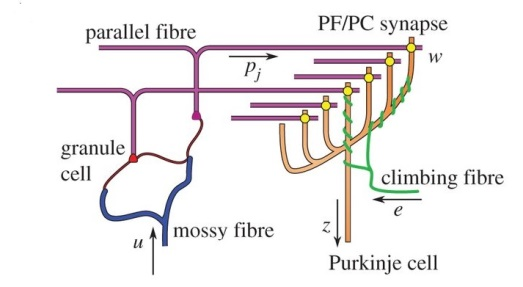 parallel fibre
PF/PC synapse
w
p_j
granule
cell
climbing fibre
e
z
u
mossy fibre
Purkinje cell